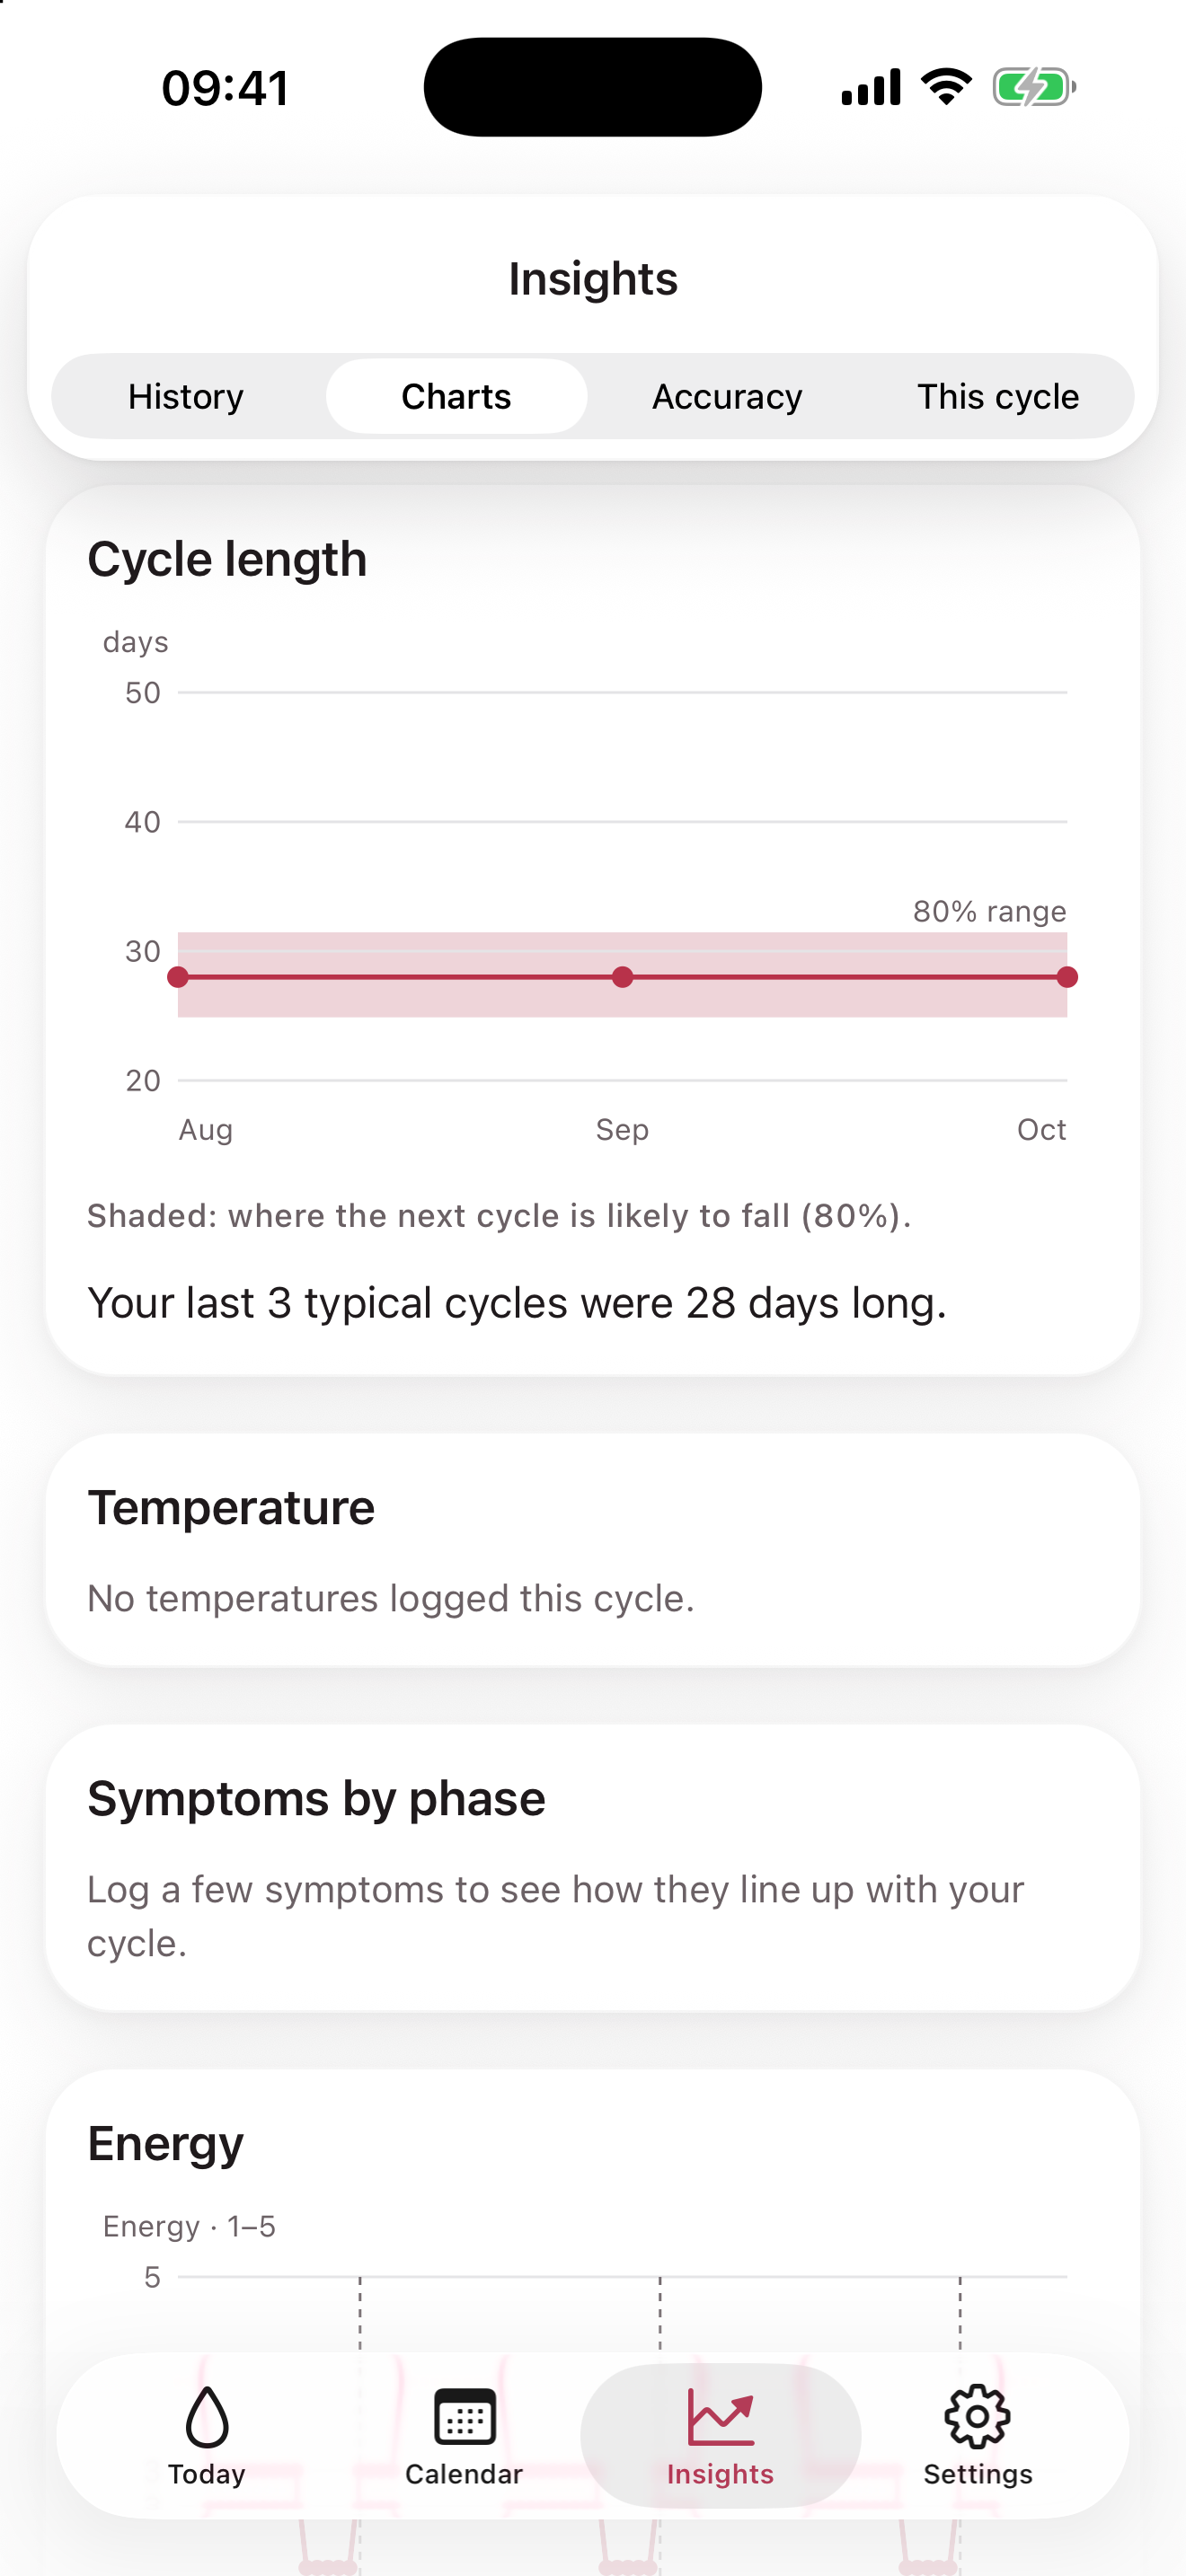 09:41
Insights
History
Charts
Accuracy
This cycle
Cycle length
days
50
40
80% range
30
20
Aug
Sep
Oct
Shaded: where the next cycle is likely to fall (80%).
Your last 3 typical cycles were 28 days long.
Temperature
No temperatures logged this cycle.
Symptoms by phase
Log a few symptoms to see how they line up with your
cycle.
Energy
Energy · 1–5
5
Today
Calendar
Insights
Settings